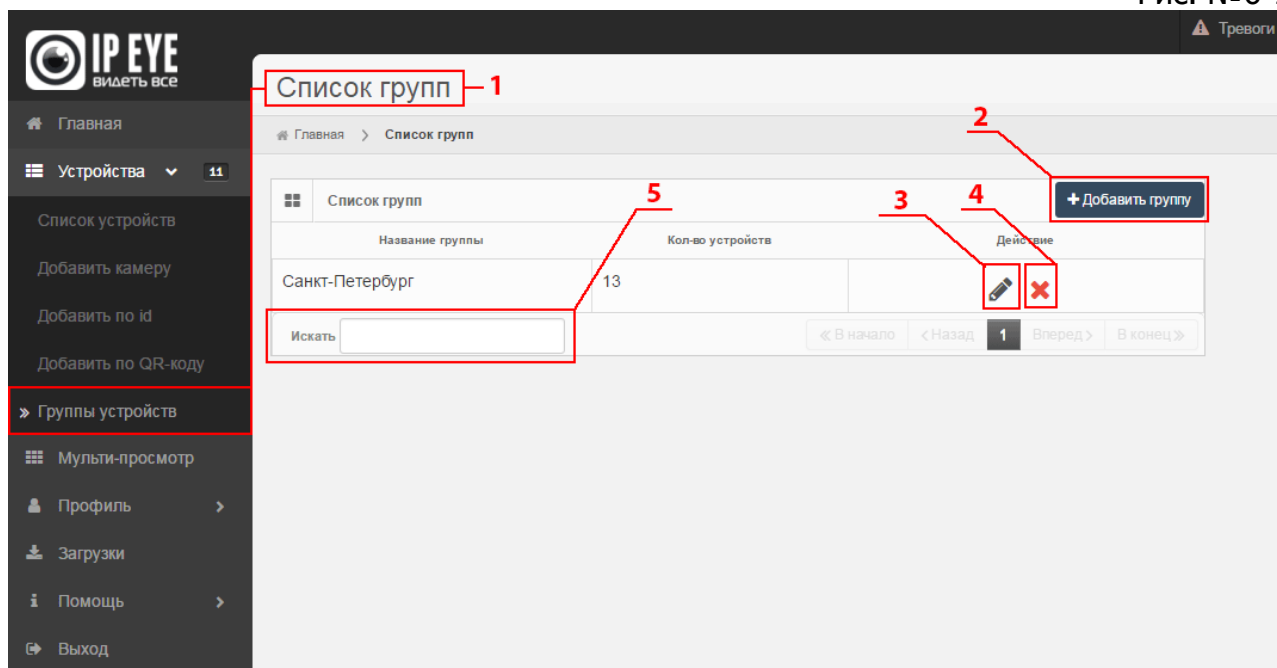 Тревоги
IP EYE
видеть все
Список групп
1
Главная
Главная > Список групп
2
Устройства 11
Список групп
5
3
4
+ Добавить группу
Список устройств
Название группы
Кол-во устройств
Действие
Добавить камеру
Санкт-Петербург
13
Добавить по id
Искать
« В начало
< Назад
1
Вперед >
В конец »
Добавить по QR-коду
» Группы устройств
Мульти-просмотр
Профиль >
Загрузки
Помощь >
Выход